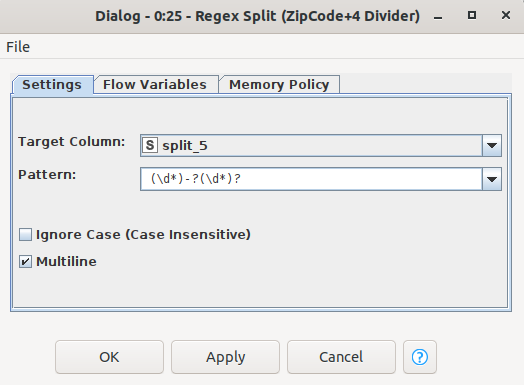 Dialog - 0:25 - Regex Split (ZipCode+4 Divider)
File
Settings Flow Variables Memory Policy
Target Column: S split_5
Pattern: (\d*)-?(\d*)?
Ignore Case (Case Insensitive)
Multiline
OK Apply Cancel ?